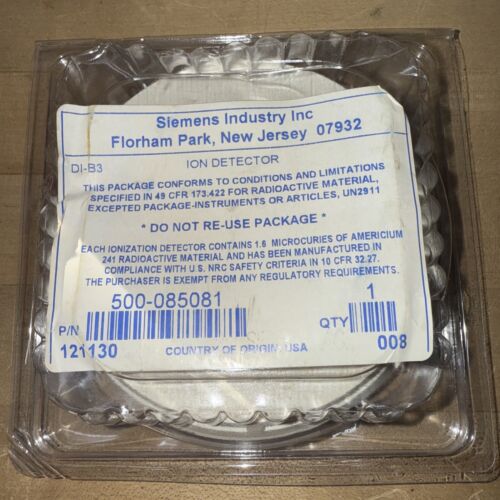 Siemens Industry Inc
Florham Park, New Jersey 07932
DI-B3 ION DETECTOR
THIS PACKAGE CONFORMS TO CONDITIONS AND LIMITATIONS
SPECIFIED IN 49 CFR 173.422 FOR RADIOACTIVE MATERIAL,
EXCEPTED PACKAGE-INSTRUMENTS OR ARTICLES, UN2911
* DO NOT RE-USE PACKAGE *
EACH IONIZATION DETECTOR CONTAINS 1.6 MICROCURIES OF AMERICIUM
241 RADIOACTIVE MATERIAL AND HAS BEEN MANUFACTURED IN
COMPLIANCE WITH U.S. NRC SAFETY CRITERIA IN 10 CFR 32.27.
THE PURCHASER IS EXEMPT FROM ANY REGULATORY REQUIREMENTS.
500-085081 1
P/N QTY
121130 COUNTRY OF ORIGIN: USA 008